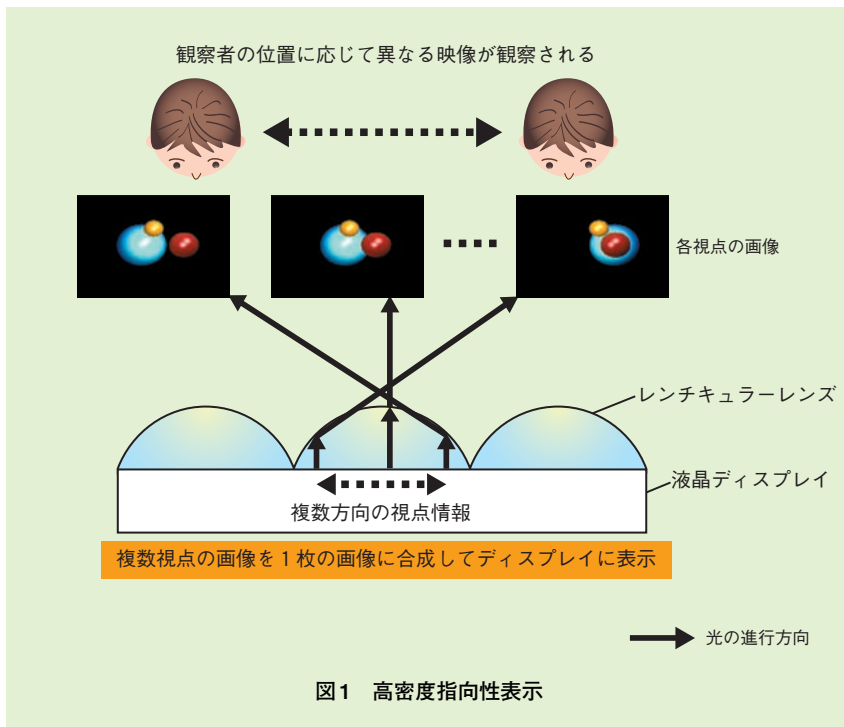 観察者の位置に応じて異なる映像が観察される
各視点の画像
レンチキュラーレンズ
液晶ディスプレイ
複数方向の視点情報
複数視点の画像を1枚の画像に合成してディスプレイに表示
光の進行方向
図1 高密度指向性表示